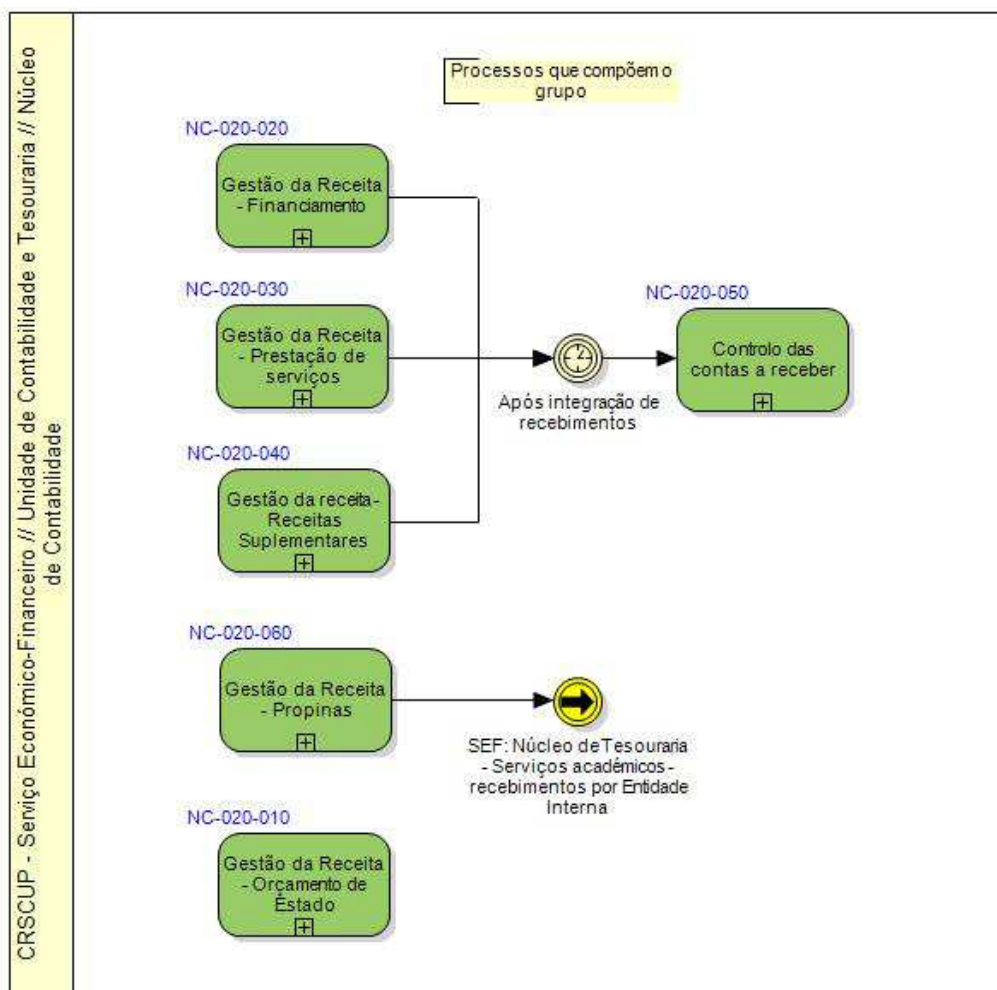 CRSCUP - Serviço Económico-Financeiro // Unidade de Contabilidade e Tesouraria // Núcleo
de Contabilidade
Processos que compõem o
grupo
NC-020-020
Gestão da Receita
- Financiamento
NC-020-030
Gestão da Receita
- Prestação de
serviços
Após integração de
recebimentos
NC-020-050
Controlo das
contas a receber
NC-020-040
Gestão da receita-
Receitas
Suplementares
NC-020-060
Gestão da Receita
- Propinas
SEF: Núcleo de Tesouraria
- Serviços académicos -
recebimentos por Entidade
Interna
NC-020-010
Gestão da Receita
- Orçamento de
Estado